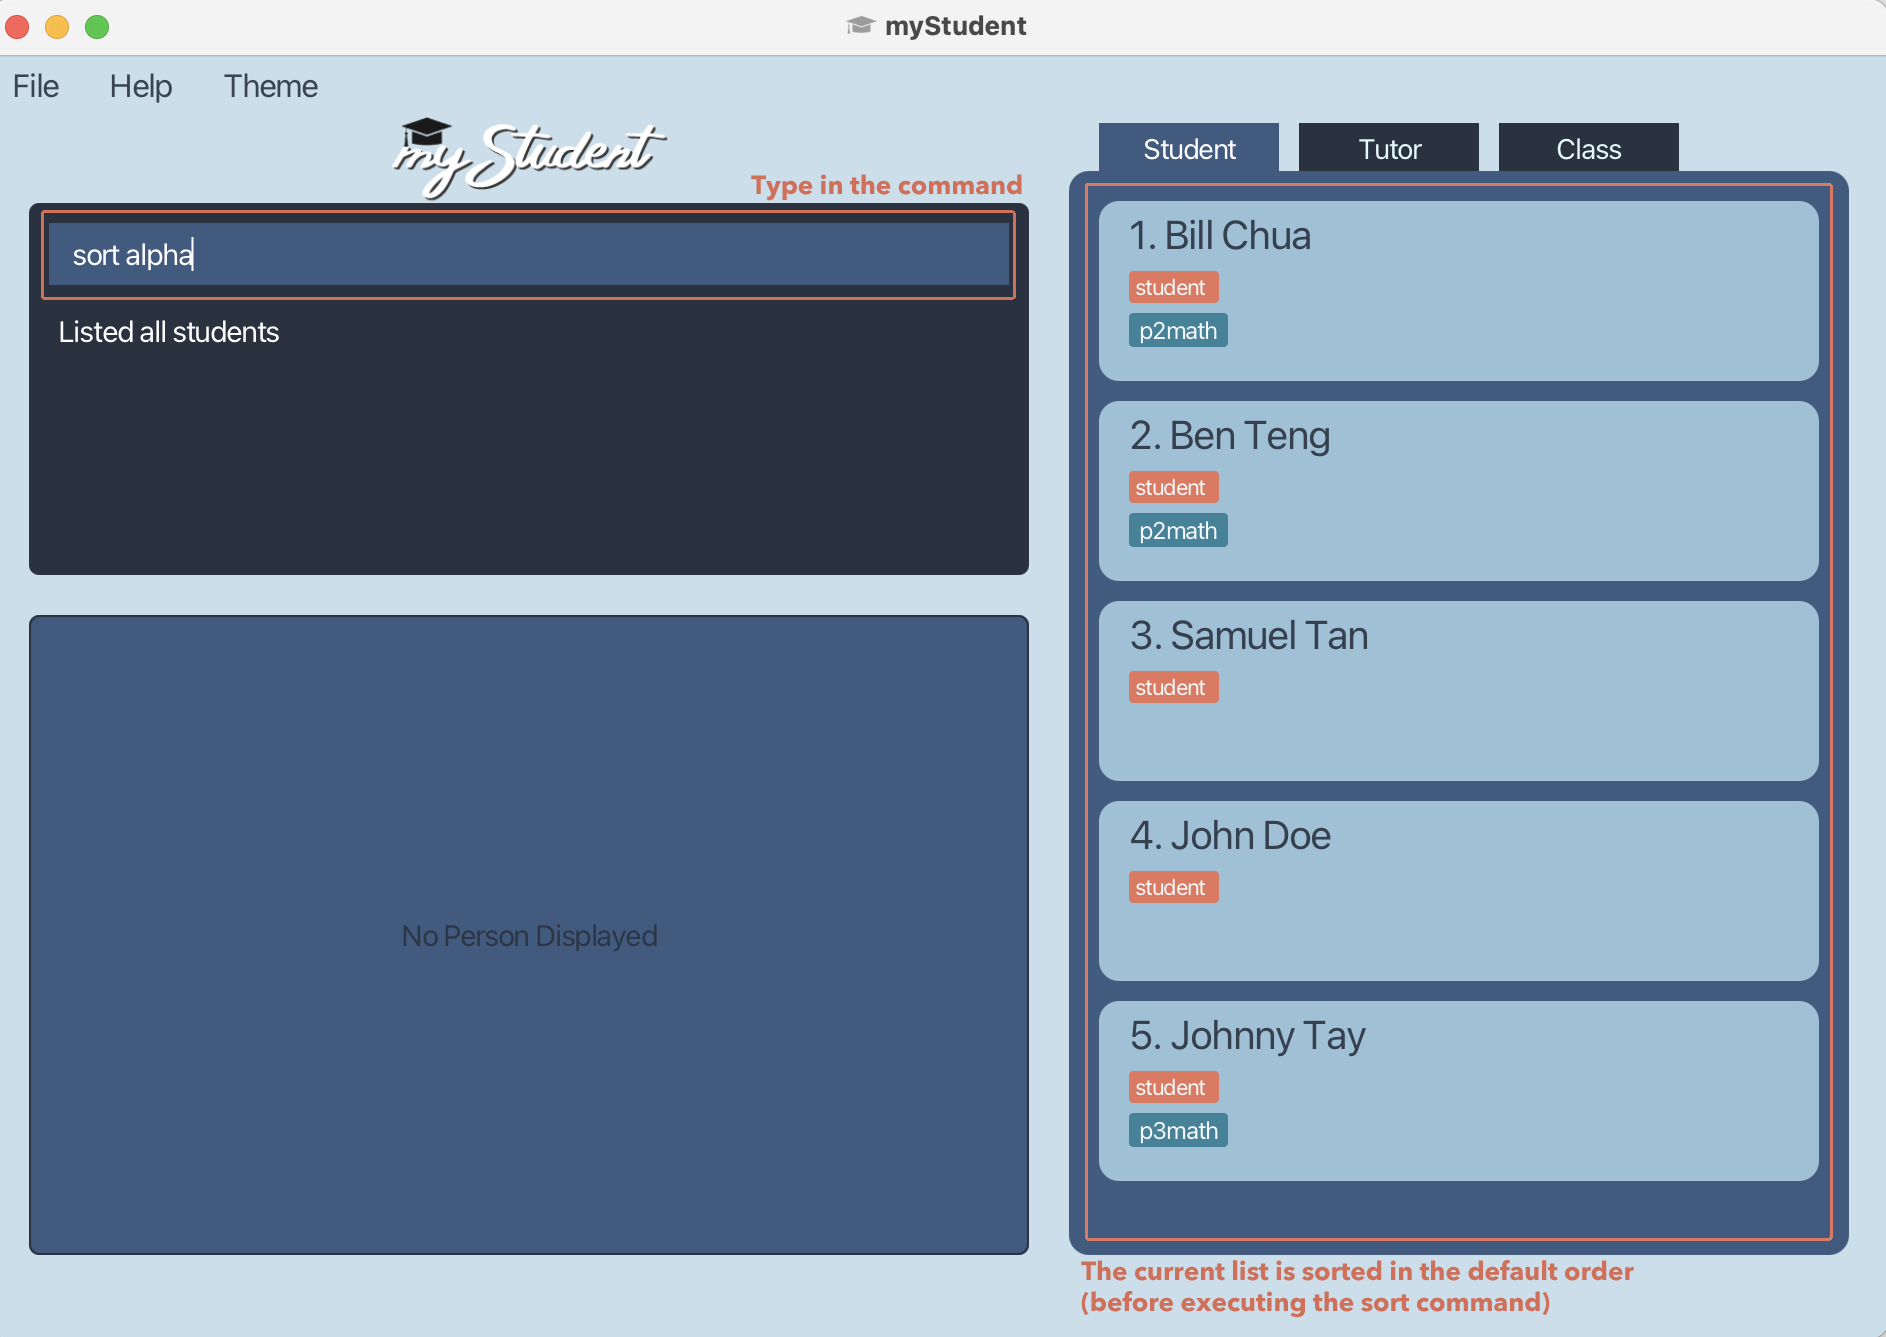 myStudent
File Help Theme
myStudent
Type in the command
sort alpha
Listed all students
No Person Displayed
Student Tutor Class
1. Bill Chua
student
p2math
2. Ben Teng
student
p2math
3. Samuel Tan
student
4. John Doe
student
5. Johnny Tay
student
p3math
The current list is sorted in the default order
(before executing the sort command)